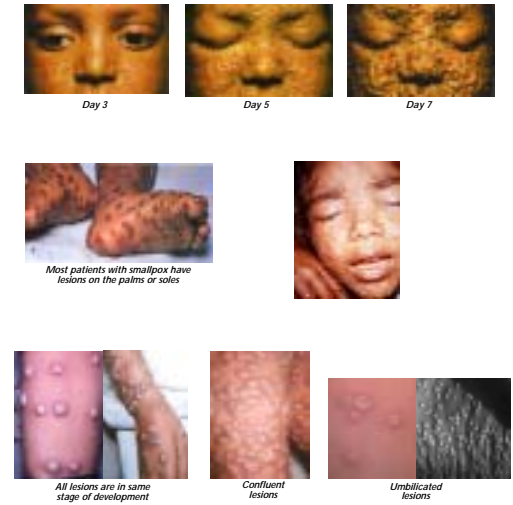 Day 3
Day 5
Day 7
Most patients with smallpox have
lesions on the palms or soles
All lesions are in same
stage of development
Confluent
lesions
Umbilicated
lesions